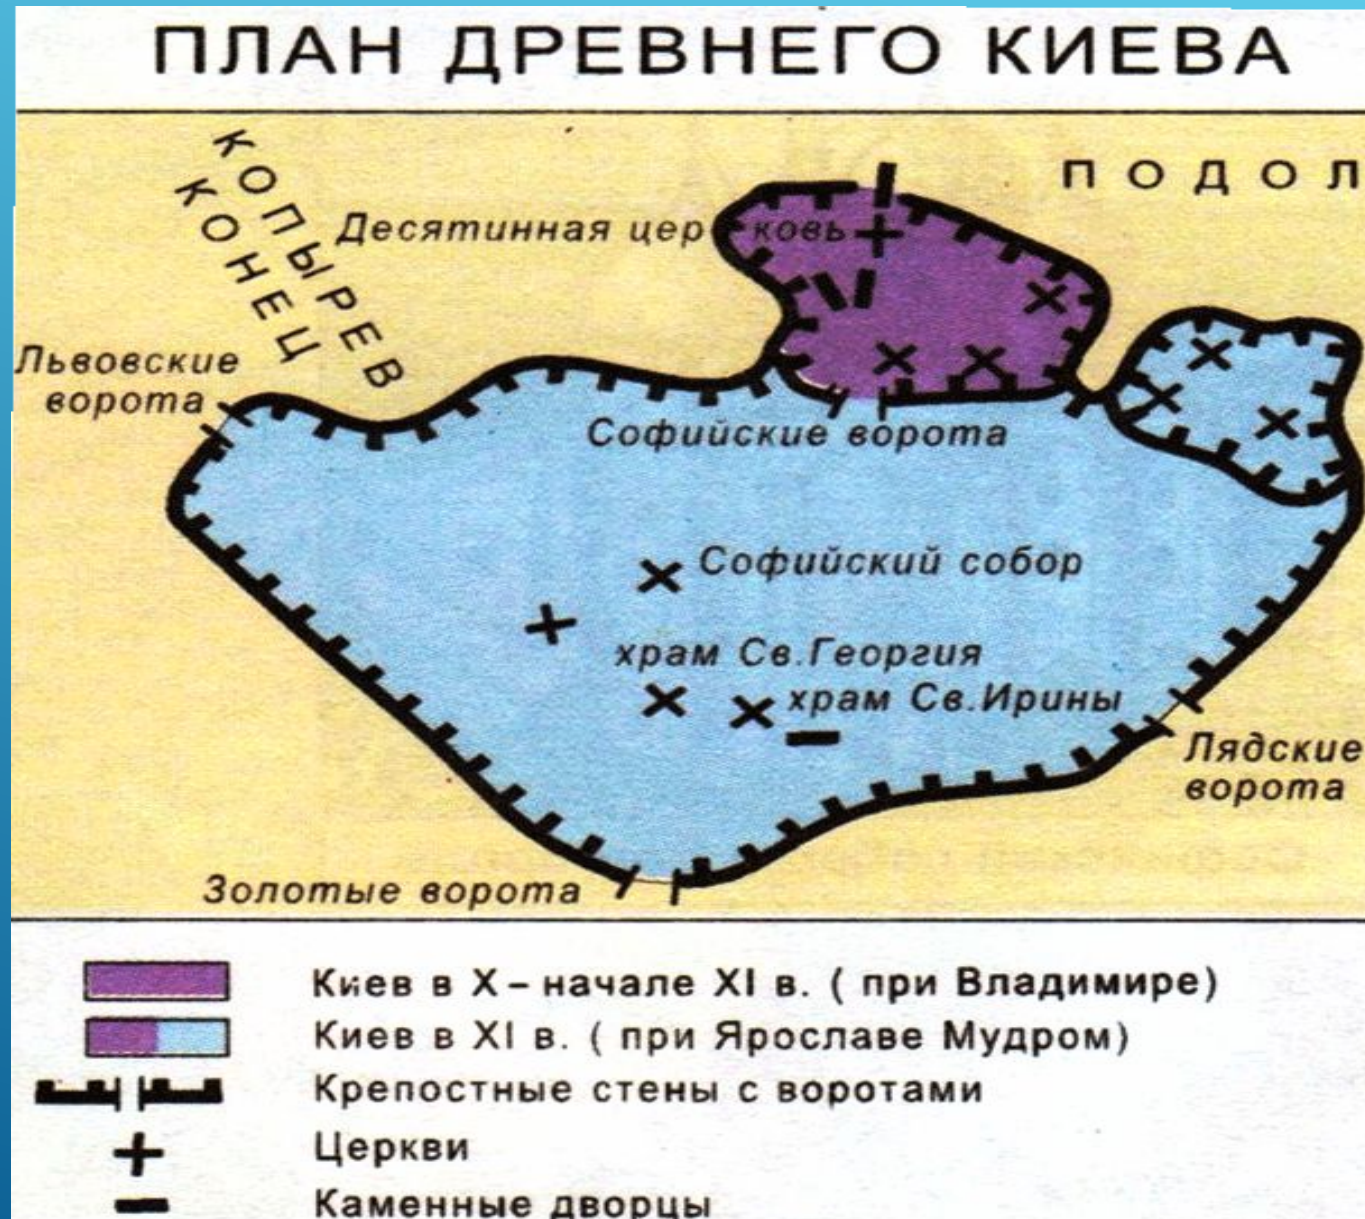 ПЛАН ДРЕВНЕГО КИЕВА
КОПЫРЕВ
КОНЕЦ
ПОДОЛ
Десятинная церковь
Львовские
ворота
Софийские ворота
Софийский собор
храм Св.Георгия
храм Св.Ирины
Лядские
ворота
Золотые ворота
Киев в X – начале XI в. ( при Владимире)
Киев в XI в. ( при Ярославе Мудром)
Крепостные стены с воротами
Церкви
Каменные дворцы